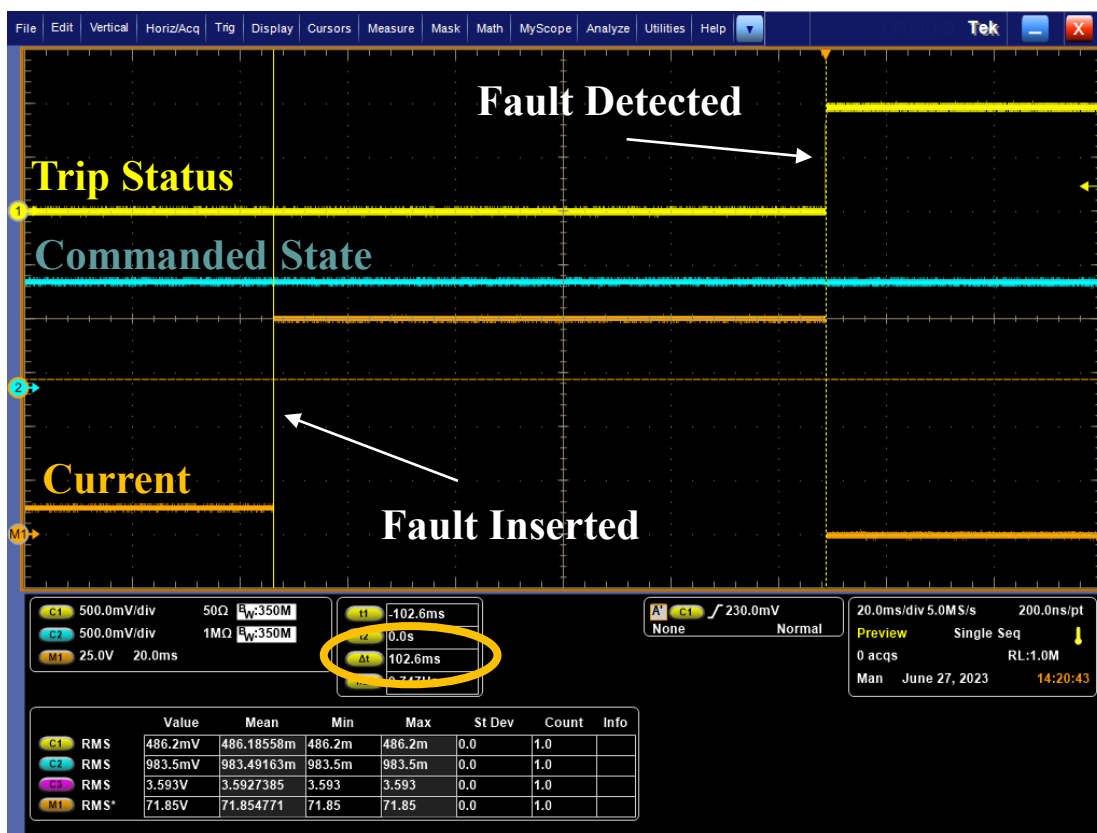 File Edit Vertical Horiz/Acq Trig Display Cursors Measure Mask Math MyScope Analyze Utilities Help Tek X
Fault Detected
Trip Status
1
Commanded State
2
Current
Fault Inserted
M1
C1 500.0mV/div 50Ω BW:350M
C2 500.0mV/div 1MΩ BW:350M
M1 25.0V 20.0ms
t1 -102.6ms
t2 0.0s
Δt 102.6ms
A' C1 230.0mV
None Normal
20.0ms/div 5.0MS/s 200.0ns/pt
Preview Single Seq
0 acqs RL:1.0M
Man June 27, 2023 14:20:43
Value Mean Min Max St Dev Count Info
C1 RMS 486.2mV 486.18558m 486.2m 486.2m 0.0 1.0
C2 RMS 983.5mV 983.49163m 983.5m 983.5m 0.0 1.0
C3 RMS 3.593V 3.5927385 3.593 3.593 0.0 1.0
M1 RMS* 71.85V 71.854771 71.85 71.85 0.0 1.0